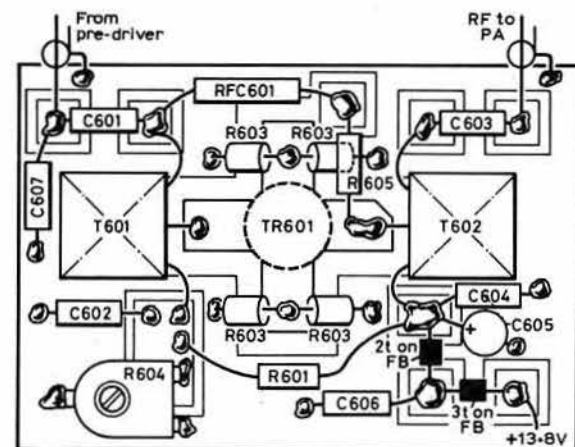 From
pre-driver
RF to
PA
RFC601
C601
R603
R603
C603
C607
R605
T601
TR601
T602
C602
C604
C605
+
R603
R603
2t on
FB
R604
R601
C606
3t on
FB
+13·8V